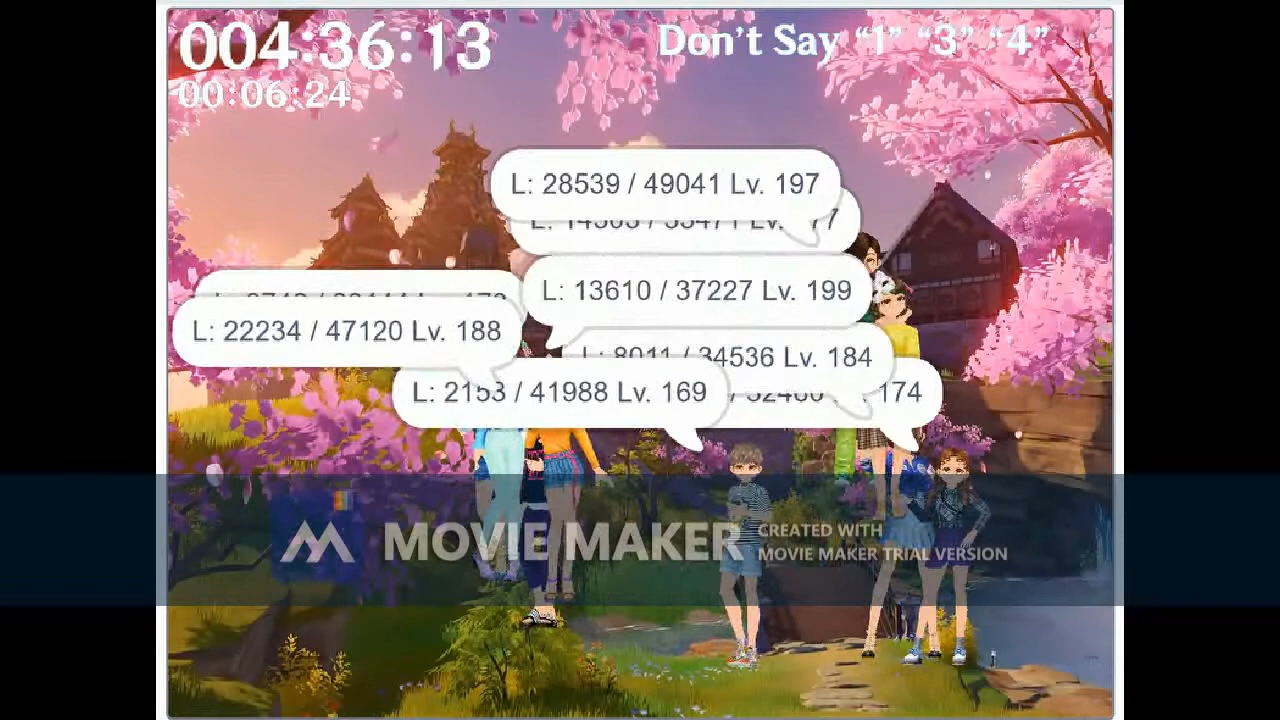 004:36:13
Don't Say “1” “3” “4”
00:06:24
L: 28539 / 49041 Lv. 197
L: 13610 / 37227 Lv. 199
L: 22234 / 47120 Lv. 188
L: 8011 / 34536 Lv. 184
L: 2153 / 41988 Lv. 169
174
MOVIE MAKER
CREATED WITH
MOVIE MAKER TRIAL VERSION